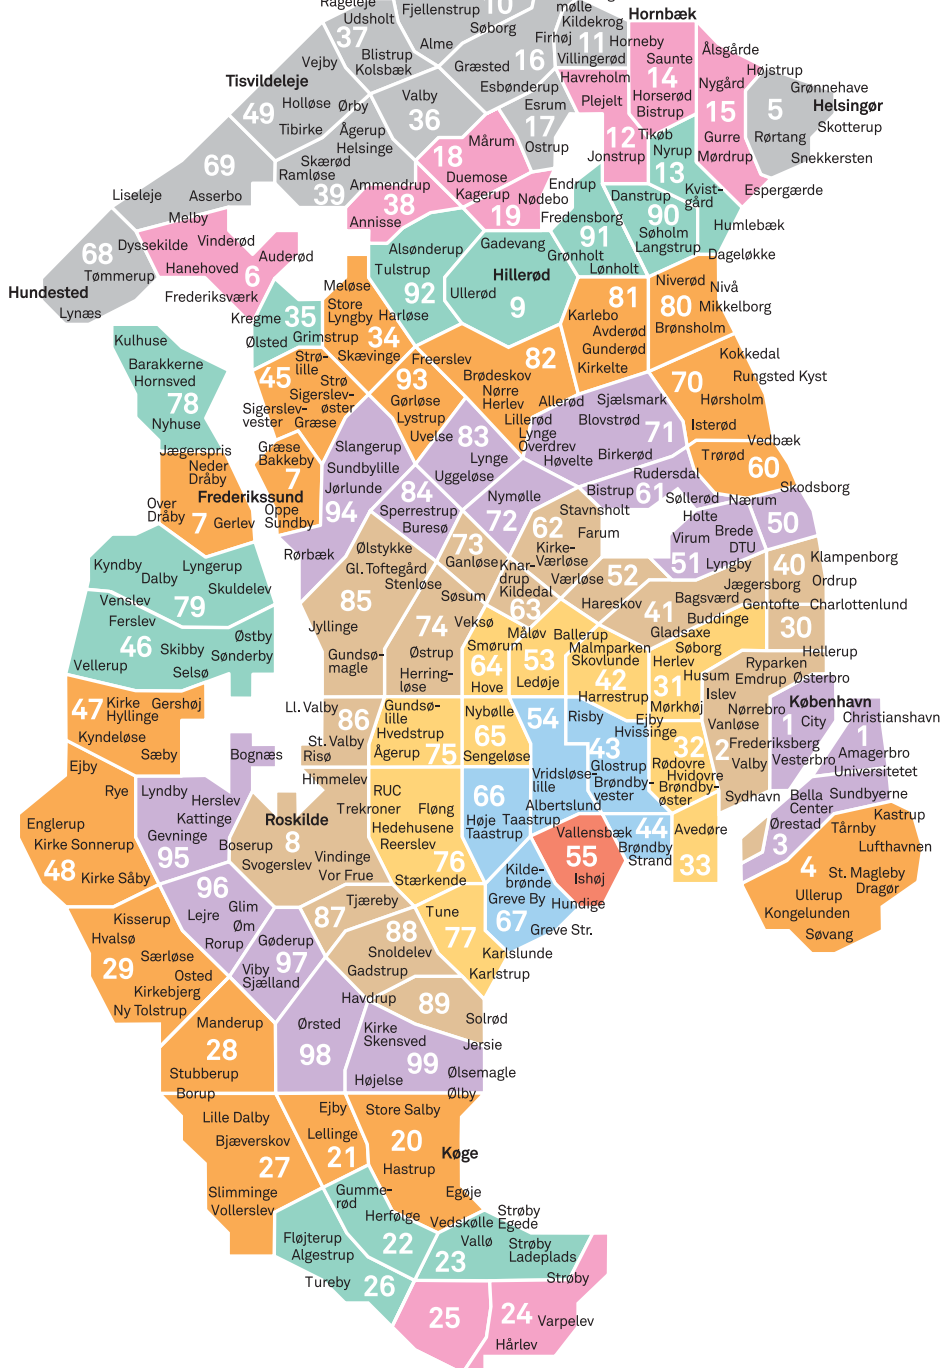 Rågeleje
Udsholt
37
Blistrup
Kolsbæk
Vejby
Fjellenstrup
10
Søborg
Alme
Græsted
16
Esbønderup
mølle
Kildekrog
Firhøj
11
Villingerød
Hornbæk
Horneby
Saunte
14
Horserød
Bistrup
Havreholm
Plejelt
12
Jonstrup
Ålsgårde
Højstrup
Nygård
15
Gurre
Mørdrup
Grønnehave
5
Helsingør
Skotterup
Rørtang
Snekkersten
Espergærde
Tisvildeleje
49
Holløse
Ørby
Tibirke
Valby
36
Esrum
17
Ostrup
Ågerup
Helsinge
Skærød
Ramløse
39
69
Asserbo
Liseleje
Mårum
18
Duemose
Kagerup
Ammendrup
38
Annisse
Nødebo
19
Tikøb
Nyrup
13
Kvist-
gård
Endrup
Danstrup
90
Søholm
Langstrup
Fredensborg
91
Grønholt
Lønholt
Humlebæk
Dageløkke
68
Tømmerup
Hundested
Lynæs
Melby
Dyssekilde
Vinderød
Hanehoved
6
Auderød
Frederiksværk
Alsønderup
Tulstrup
92
Harløse
Gadevang
Hillerød
Ullerød
9
Kregme
35
Ølsted
Grimstrup
Meløse
Store
Lyngby
34
Skævinge
81
Karlebo
Avderød
Gunderød
Kirkelte
Niverød
Nivå
80
Mikkelborg
Brønsholm
Kulhuse
Barakkerne
Hornsved
78
Nyhuse
Jægerspris
Neder
Dråby
Over
Dråby
7
Gerlev
Frederikssund
Strø-
lille
45
Strø
Sigerslev-
øster
Sigerslev-
vester
Græse
Græse
Bakkeby
7
Oppe
Sundby
Freerslev
93
Gørløse
Lystrup
Uvelse
82
Brødeskov
Nørre
Herlev
Allerød
Lillerød
Lynge
Overdrev
Høvelte
Sjælsmark
Blovstrød
71
Birkerød
Kokkedal
70
Rungsted Kyst
Hørsholm
Isterød
Vedbæk
Trørød
60
Skodsborg
Slangerup
Sundbylille
Jørlunde
94
Rørbæk
83
Lynge
Uggeløse
84
Sperrestrup
Buresø
Nymølle
72
Rudersdal
Bistrup
61
Søllerød
Nærum
Stavnsholt
62
Farum
Kirke-
Værløse
Værløse
Holte
Virum
Brede
DTU
51
Lyngby
50
Ølstykke
Gl. Toftegård
Stenløse
85
Jyllinge
Gundsø-
magle
73
Ganløse
Knar-
drup
Kildedal
63
Søsum
Veksø
74
Østrup
Herring-
løse
52
Hareskov
41
Bagsværd
Gladsaxe
Jægersborg
Buddinge
Gentofte
40
Klampenborg
Ordrup
Charlottenlund
30
Hellerup
Kyndby
Dalby
Lyngerup
Skuldelev
79
Venslev
Ferslev
46
Skibby
Østby
Sønderby
Vellerup
Selsø
Smørum
64
Hove
Måløv
53
Ledøje
Ballerup
Malmparken
Skovlunde
42
Harrestrup
Søborg
Herlev
31
Mørkhøj
Husum
Islev
Ryparken
Emdrup
Østerbro
Nørrebro
Vanløse
2
Frederiksberg
Valby
Sydhavn
København
1
City
Vesterbro
Christianshavn
1
Amagerbro
Universitetet
47
Kirke
Hyllinge
Gershøj
Kyndeløse
Sæby
Ejby
Ll. Valby
86
St. Valby
Risø
Gundsø-
lille
Hvedstrup
Ågerup
75
Nybølle
65
Sengeløse
54
Risby
Vridsløse-
lille
Albertslund
Ejby
Hvissinge
43
Glostrup
Brøndby-
vester
32
Rødovre
Hvidovre
Brøndby-
øster
Bella
Center
Sundbyerne
Ørestad
3
Bognæs
Himmelev
Rye
Lyndby
Herslev
Kattinge
Gevninge
95
Englerup
Kirke Sonnerup
48
Kirke Såby
Roskilde
8
Boserup
Svogerslev
Vindinge
Vor Frue
RUC
Trekroner
Fløng
Hedehusene
Reerslev
76
Stærkende
66
Høje
Taastrup
Taastrup
Vallensbæk
55
Ishøj
Hundige
44
Brøndby
Strand
Avedøre
33
Kastrup
Tårnby
Lufthavnen
4
St. Magleby
Dragør
Ullerup
Kongelunden
Søvang
Kilde-
brønde
Greve By
67
Greve Str.
96
Glim
Lejre
Øm
Rorup
Kisserup
Hvalsø
Særløse
29
Osted
Kirkebjerg
Ny Tolstrup
Gøderup
97
Viby
Sjælland
Tjæreby
87
88
Snoldelev
Gadstrup
Tune
77
Karlslunde
Karlstrup
Havdrup
89
Solrød
Jersie
Manderup
28
Stubberup
Borup
Ørsted
98
Kirke
Skensved
99
Højelse
Ølsemagle
Ølby
Lille Dalby
Bjæverskov
27
Slimminge
Vollerslev
Ejby
Lellinge
21
Store Salby
20
Hastrup
Køge
Egøje
Gumme-
rød
Herfølge
22
Vedskølle
Strøby
Egede
Vallø
23
Strøby
Ladeplads
Strøby
Fløjterup
Algestrup
Tureby
26
25
24
Varpelev
Hårlev